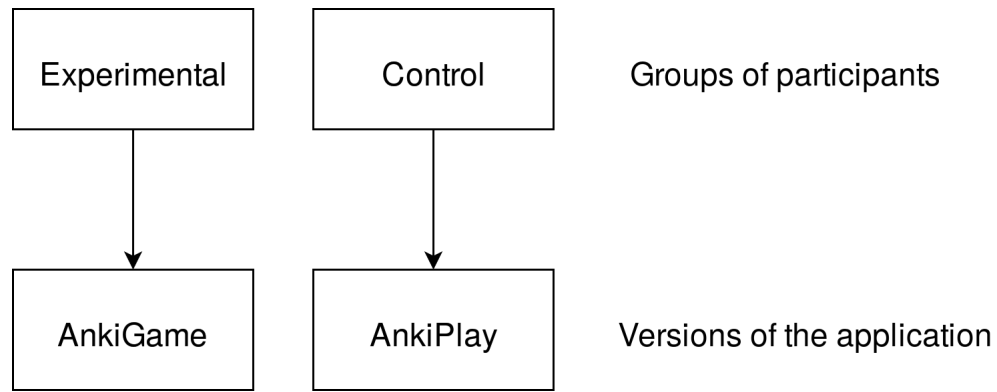 Experimental
Control
Groups of participants
AnkiGame
AnkiPlay
Versions of the application